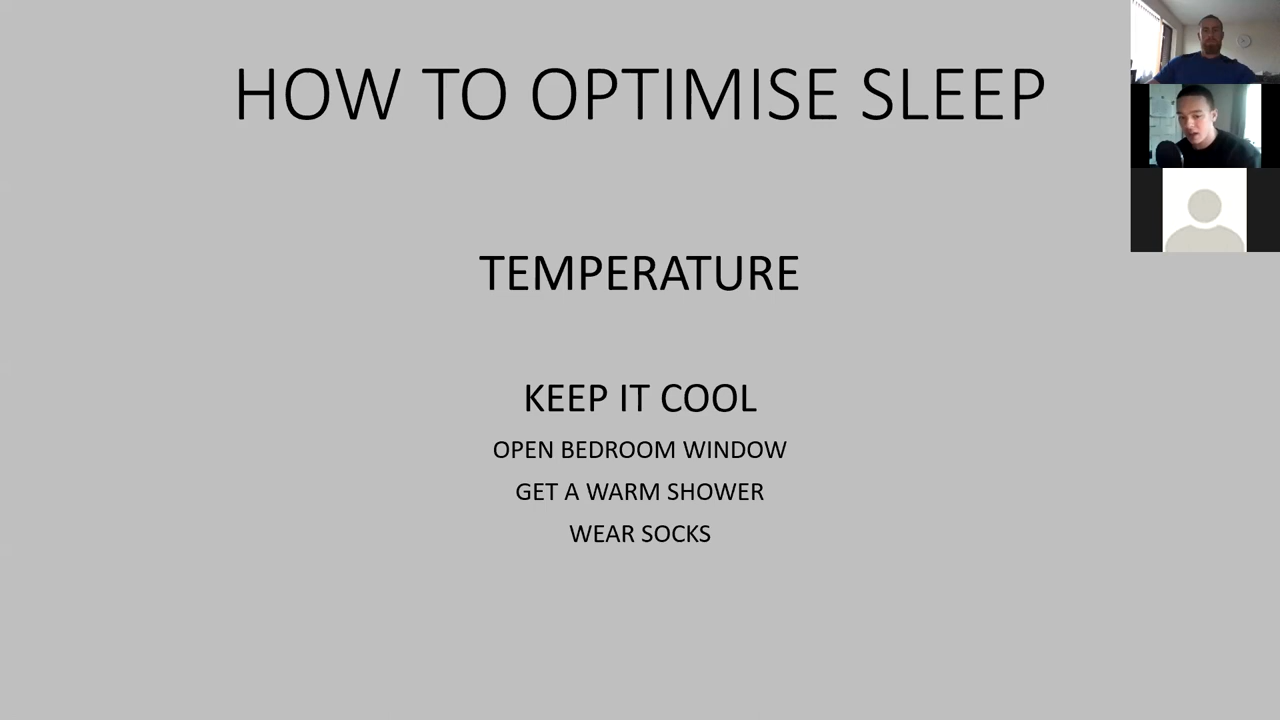 HOW TO OPTIMISE SLEEP
TEMPERATURE
KEEP IT COOL
OPEN BEDROOM WINDOW
GET A WARM SHOWER
WEAR SOCKS